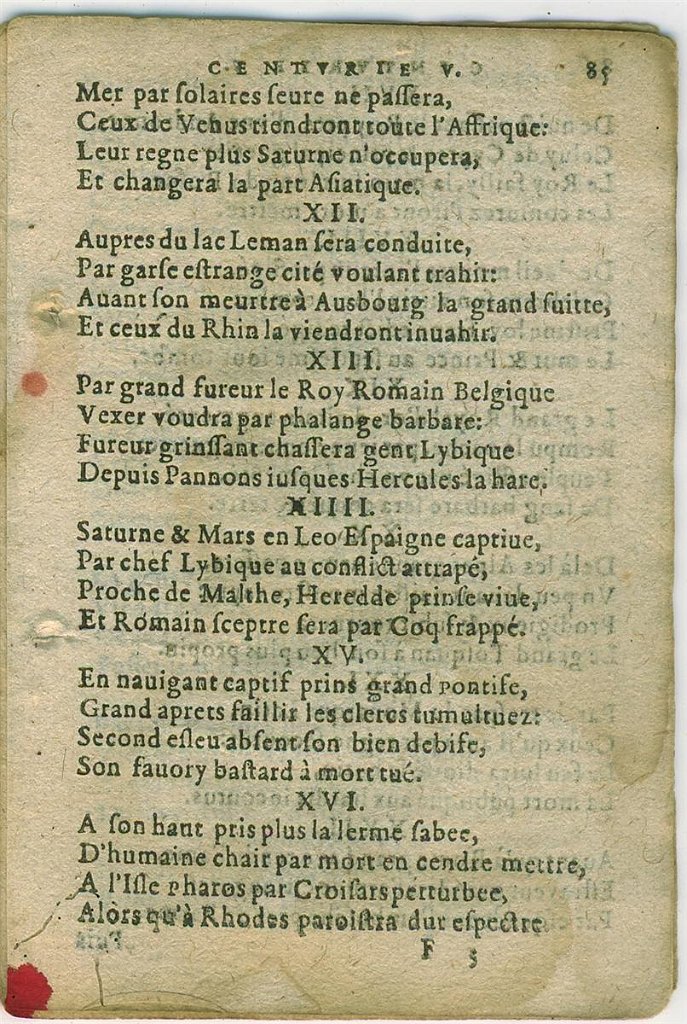 CENTVRIE V. 85
Mer par ſolaires ſeure ne paſſera,
Ceux de Venus tiendront toute l'Affrique:
Leur regne plus Saturne n'occupera,
Et changera la part Aſiatique.
XII.
Aupres du lac Leman ſera conduite,
Par garſe eſtrange cité voulant trahir:
Auant ſon meurtre à Ausbourg la grand ſuitte,
Et ceux du Rhin la viendront inuahir.
XIII.
Par grand fureur le Roy Romain Belgique
Vexer voudra par phalange barbare:
Fureur grinſſant chaſſera gent Lybique
Depuis Pannons iuſques Hercules la hare.
XIIII.
Saturne & Mars en Leo Eſpaigne captiue,
Par chef Lybique au conflict attrapé,
Proche de Malthe, Heredde prinſe viue,
Et Romain ſceptre ſera par Coq frappé.
XV.
En nauigant captif prins grand pontife,
Grand aprets faillir les clercs tumultuez:
Second eſleu abſent ſon bien debife,
Son fauory baſtard à mort tué.
XVI.
A ſon haut pris plus la lerme ſabee,
D'humaine chair par mort en cendre mettre,
A l'Iſle pharos par Croiſars perturbee,
Alors qu'à Rhodes paroiſtra dur eſpectre
F 3